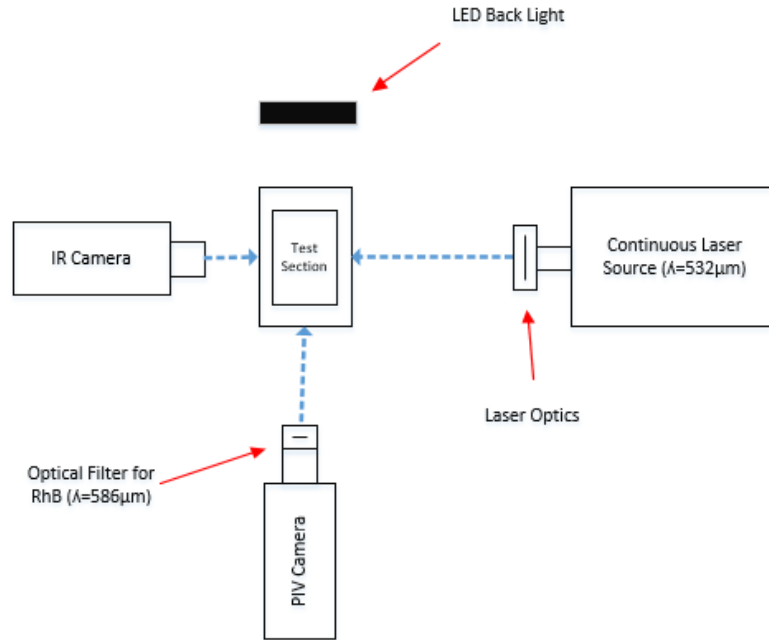 LED Back Light
IR Camera
Test
Section
Continuous Laser
Source (λ=532μm)
Laser Optics
Optical Filter for
RhB (λ=586μm)
PIV Camera